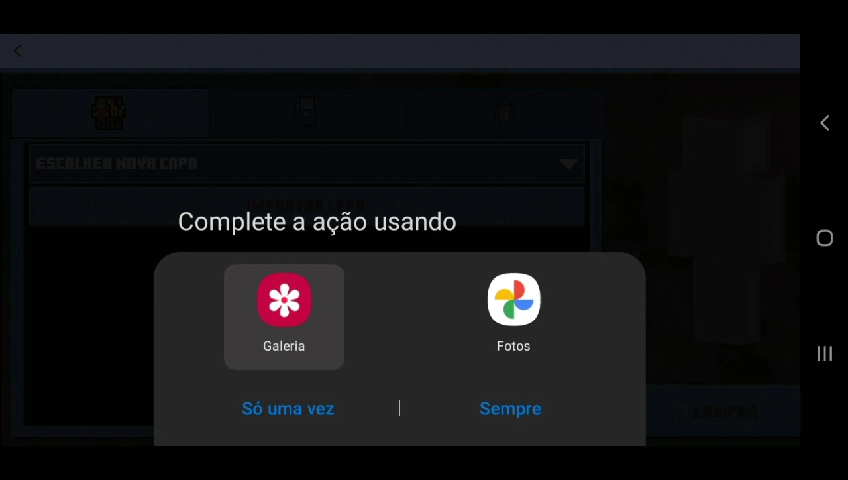 ESCOLHER NOVA CAPA
Complete a ação usando
Galeria
Fotos
Só uma vez
Sempre